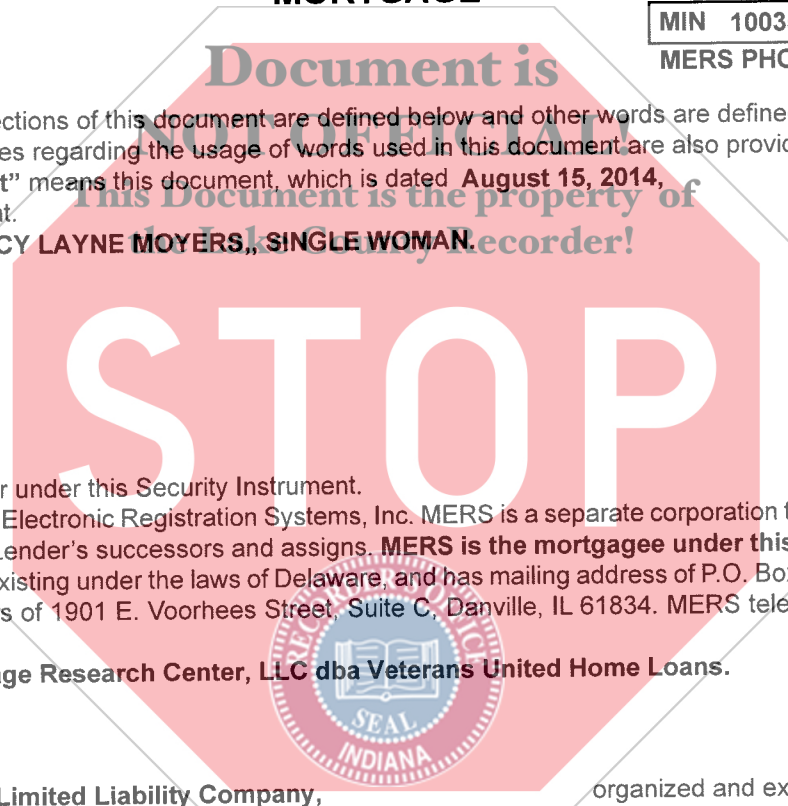 MORTGAGE
MIN 1003
MERS PHO
Document is
NOT OFFICIAL!
This Document is the property of
the Lake County Recorder!
ections of this document are defined below and other words are define
es regarding the usage of words used in this document are also provid
t” means this document, which is dated August 15, 2014,
nt.
CY LAYNE MOYERS,, SINGLE WOMAN.
STOP
r under this Security Instrument.
Electronic Registration Systems, Inc. MERS is a separate corporation t
Lender’s successors and assigns. MERS is the mortgagee under this
xisting under the laws of Delaware, and has mailing address of P.O. Box
s of 1901 E. Voorhees Street, Suite C, Danville, IL 61834. MERS tele
RECORDER'S OFFICE
ge Research Center, LLC dba Veterans United Home Loans.
SEAL
INDIANA
Limited Liability Company, organized and ex